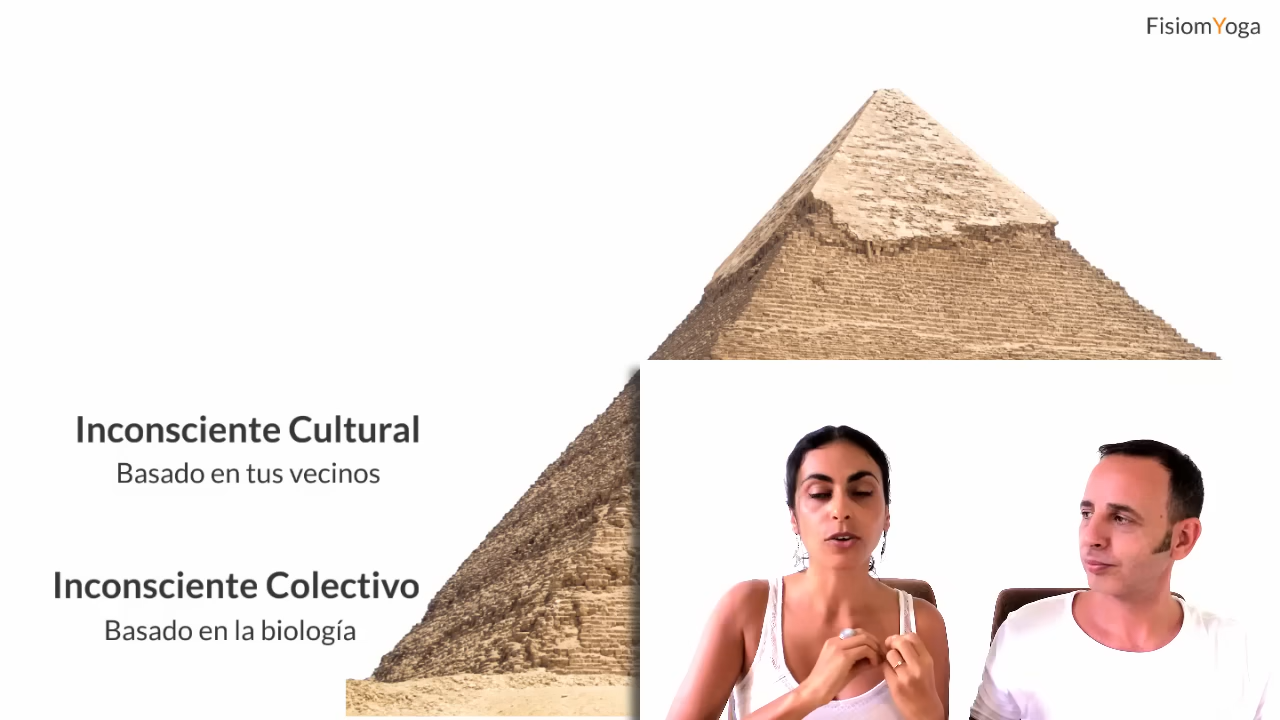 FisiomYoga
Inconsciente Cultural
Basado en tus vecinos
Inconsciente Colectivo
Basado en la biología